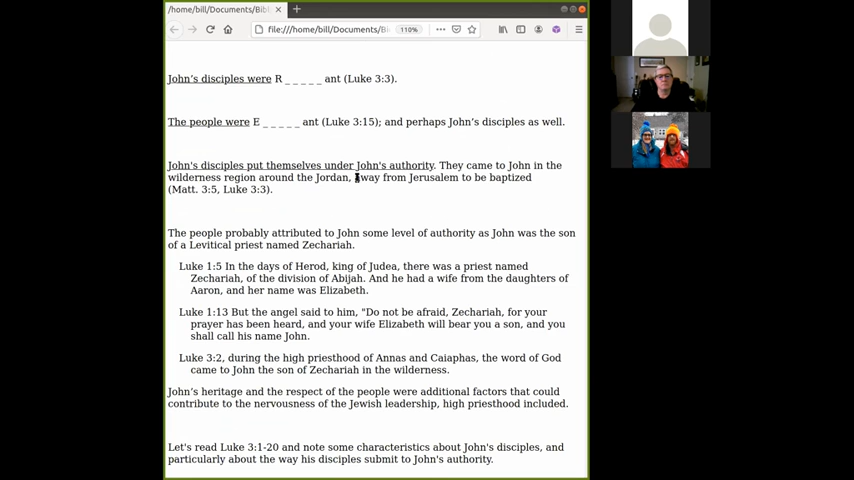 /home/bill/Documents/Bib
file:///home/bill/Documents/Bi
110%
John’s disciples were R _ _ _ _ _ ant (Luke 3:3).
The people were E _ _ _ _ _ ant (Luke 3:15); and perhaps John’s disciples as well.
John's disciples put themselves under John's authority. They came to John in the
wilderness region around the Jordan, away from Jerusalem to be baptized
(Matt. 3:5, Luke 3:3).
The people probably attributed to John some level of authority as John was the son
of a Levitical priest named Zechariah.
Luke 1:5 In the days of Herod, king of Judea, there was a priest named
Zechariah, of the division of Abijah. And he had a wife from the daughters of
Aaron, and her name was Elizabeth.
Luke 1:13 But the angel said to him, "Do not be afraid, Zechariah, for your
prayer has been heard, and your wife Elizabeth will bear you a son, and you
shall call his name John.
Luke 3:2, during the high priesthood of Annas and Caiaphas, the word of God
came to John the son of Zechariah in the wilderness.
John’s heritage and the respect of the people were additional factors that could
contribute to the nervousness of the Jewish leadership, high priesthood included.
Let's read Luke 3:1-20 and note some characteristics about John's disciples, and
particularly about the way his disciples submit to John's authority.